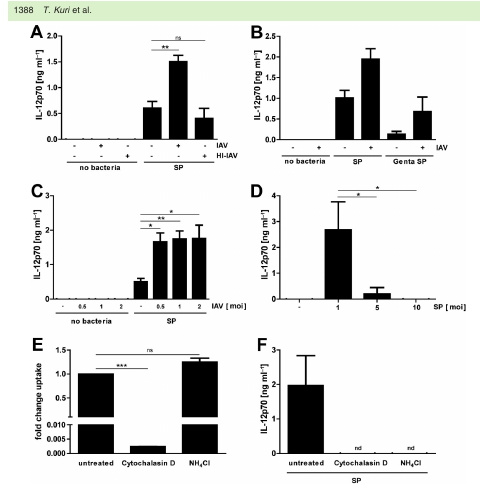 1388 T. Kuri et al.
A
IL-12p70 [ng ml⁻¹]
2.0
1.5
1.0
0.5
0.0
ns
**
- + - - + - IAV
- - + - - + HI-IAV
no bacteria SP
B
IL-12p70 [ng ml⁻¹]
2.5
2.0
1.5
1.0
0.5
0.0
- + - + - + IAV
no bacteria SP Genta SP
C
IL-12p70 [ng ml⁻¹]
3
2
1
0
*
**
*
- 0.5 1 2 - 0.5 1 2 IAV [moi]
no bacteria SP
D
IL-12p70 [ng ml⁻¹]
4
3
2
1
0
*
*
- 1 5 10 SP [moi]
E
fold change uptake
1.5
1.0
0.5
0.010
0.005
0.000
ns
***
untreated Cytochalasin D NH₄Cl
F
IL-12p70 [ng ml⁻¹]
3
2
1
0
nd nd
untreated Cytochalasin D NH₄Cl
SP